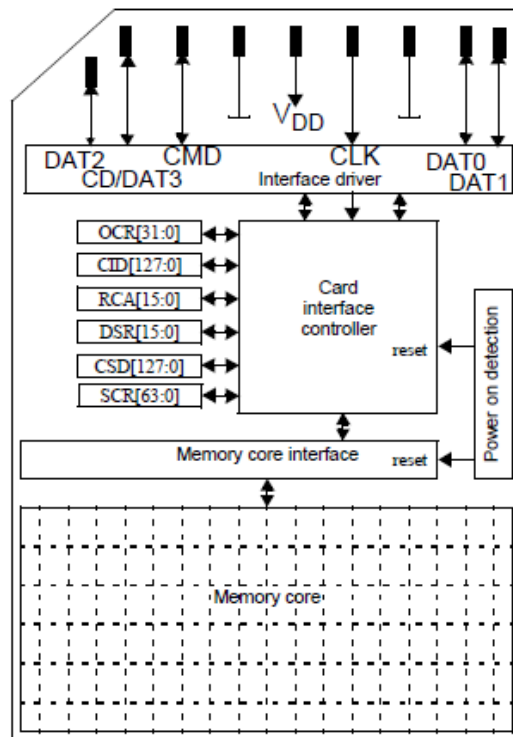 VDD
DAT2
CMD
CLK
DAT0
CD/DAT3
Interface driver
DAT1
OCR[31:0]
CID[127:0]
RCA[15:0]
DSR[15:0]
CSD[127:0]
SCR[63:0]
Card
interface
controller
reset
Power on detection
Memory core interface
reset
Memory core